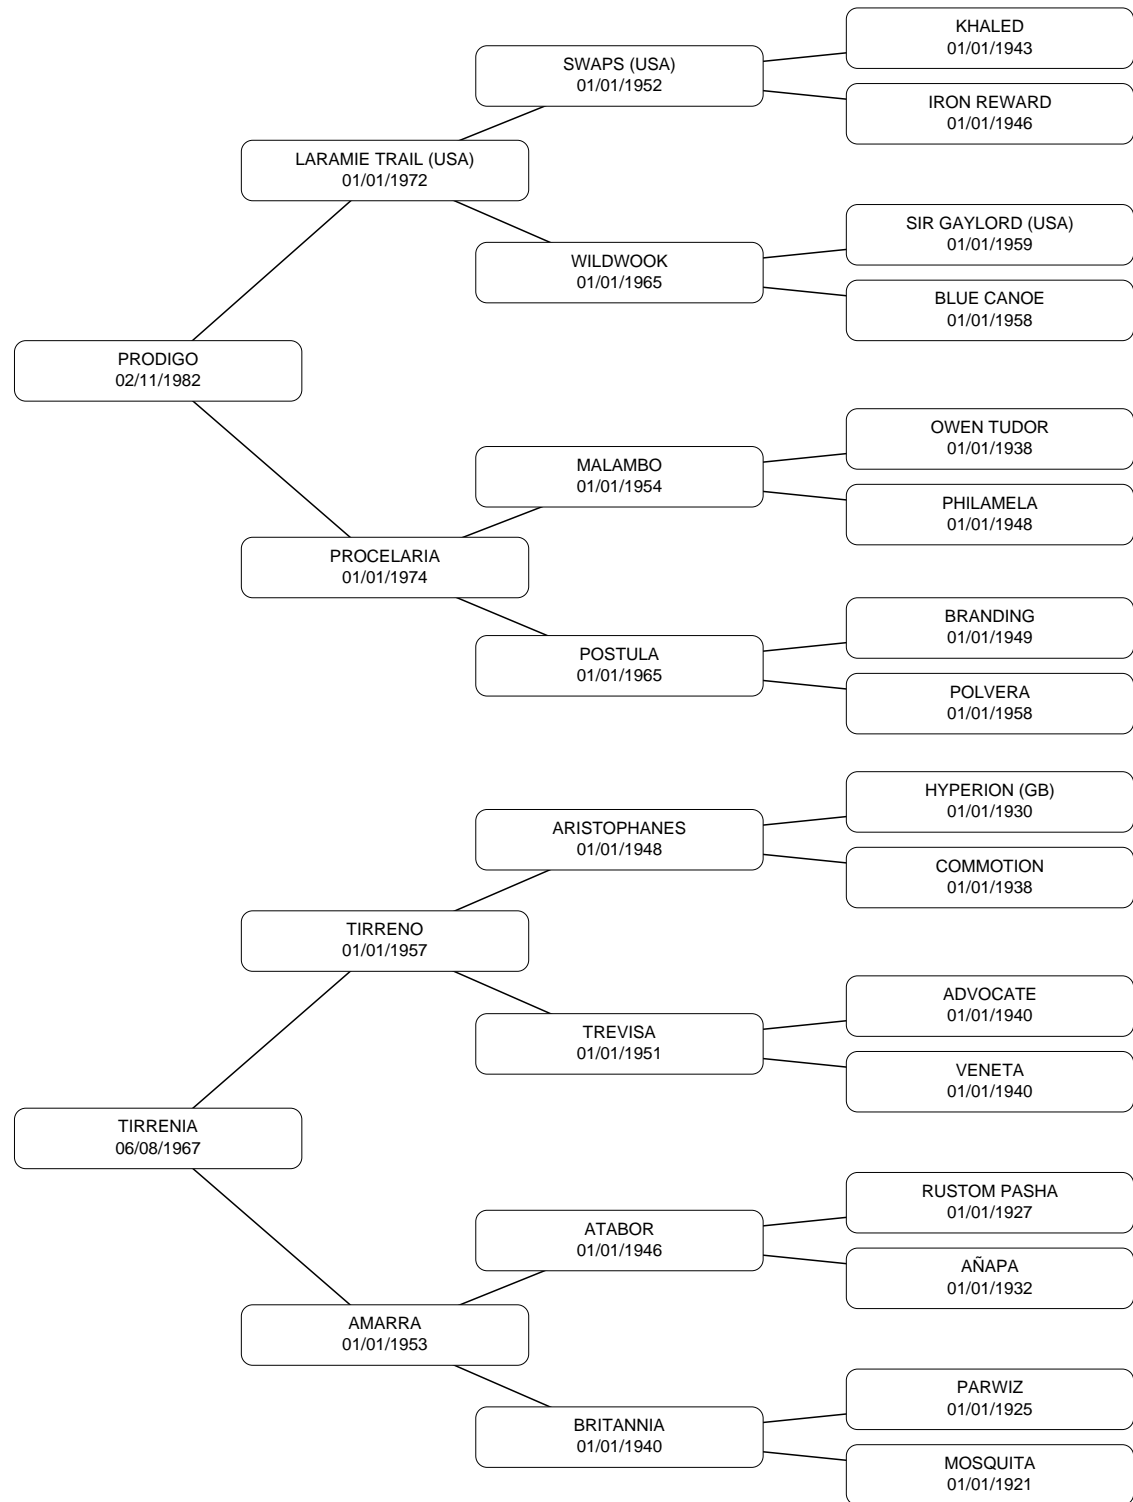 KHALED
01/01/1943
SWAPS (USA)
01/01/1952
IRON REWARD
01/01/1946
LARAMIE TRAIL (USA)
01/01/1972
SIR GAYLORD (USA)
01/01/1959
WILDWOOK
01/01/1965
BLUE CANOE
01/01/1958
PRODIGO
02/11/1982
OWEN TUDOR
01/01/1938
MALAMBO
01/01/1954
PHILAMELA
01/01/1948
PROCELARIA
01/01/1974
BRANDING
01/01/1949
POSTULA
01/01/1965
POLVERA
01/01/1958
HYPERION (GB)
01/01/1930
ARISTOPHANES
01/01/1948
COMMOTION
01/01/1938
TIRRENO
01/01/1957
ADVOCATE
01/01/1940
TREVISA
01/01/1951
VENETA
01/01/1940
TIRRENIA
06/08/1967
RUSTOM PASHA
01/01/1927
ATABOR
01/01/1946
AÑAPA
01/01/1932
AMARRA
01/01/1953
PARWIZ
01/01/1925
BRITANNIA
01/01/1940
MOSQUITA
01/01/1921